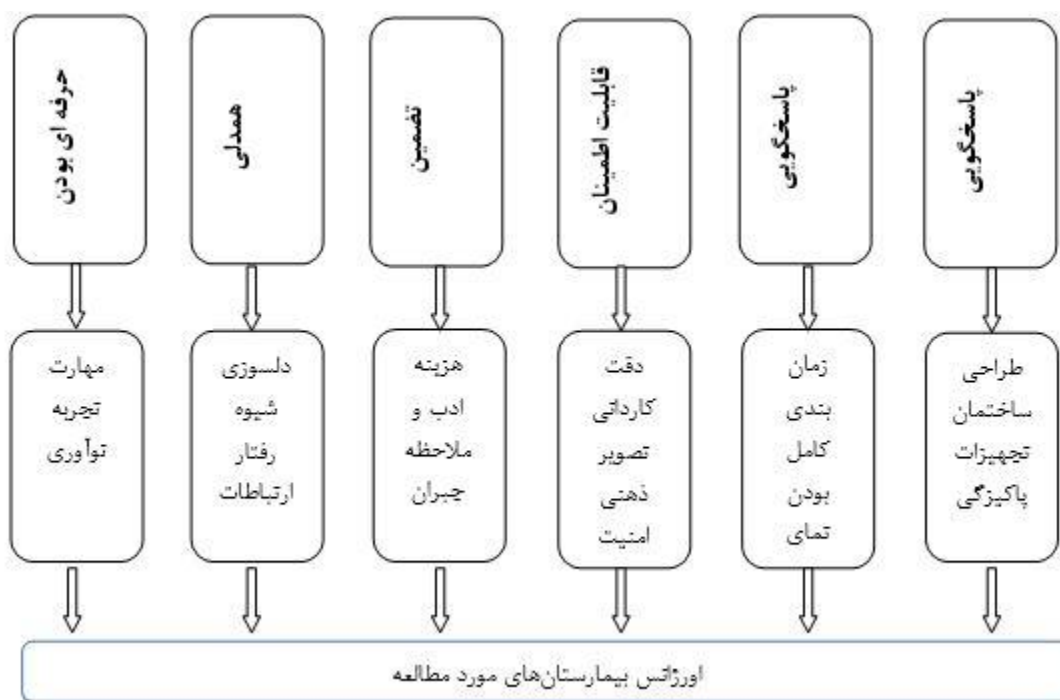 پاسخگویی
پاسخگویی
قابلیت اطمینان
تضمین
همدلی
حرفه ای بودن
طراحی
ساختمان
تجهیزات
پاکیزگی
زمان
بندی
کامل
بودن
تمای
دقت
کاردانی
تصویر
ذهنی
امنیت
هزینه
ادب و
ملاحظه
جبران
دلسوزی
شیوه
رفتار
ارتباطات
مهارت
تجربه
نوآوری
اورژانس بیمارستان‌های مورد مطالعه